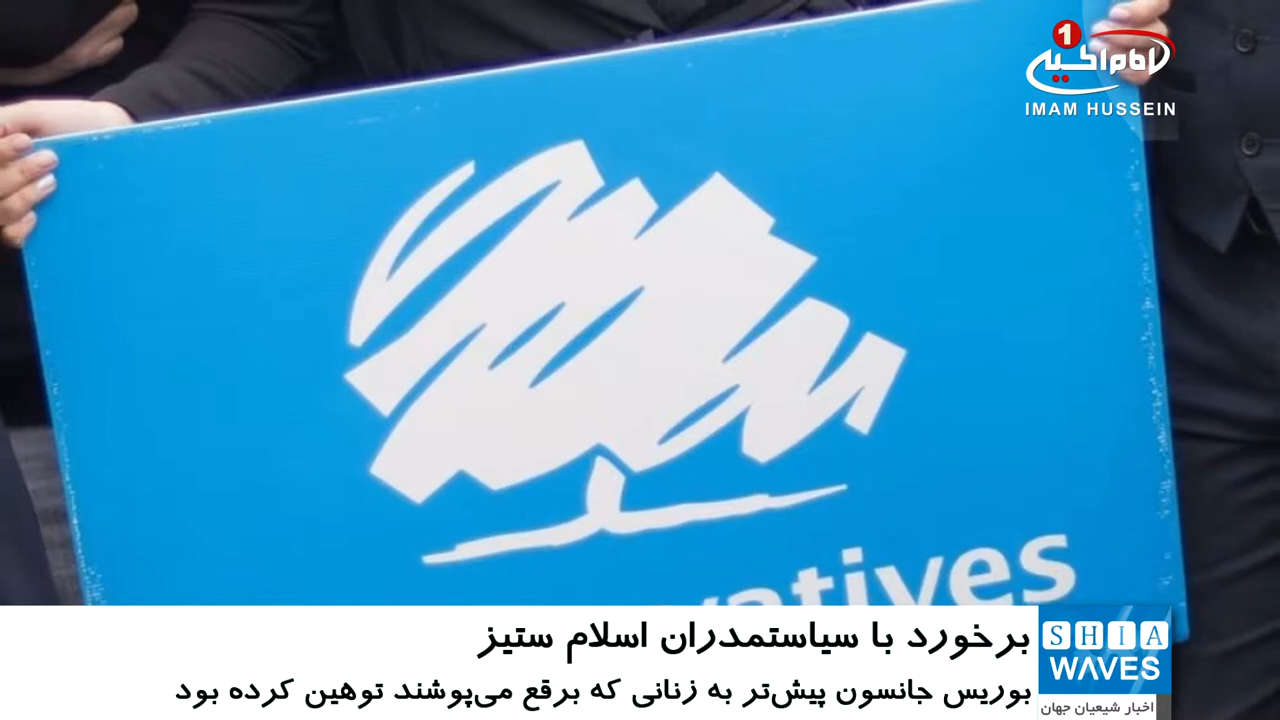 1
امام حسین
IMAM HUSSEIN
vatives
برخورد با سیاستمدران اسلام ستیز
بوریس جانسون پیش‌تر به زنانی که برقع می‌پوشند توهین کرده بود
SHIA
WAVES
اخبار شیعیان جهان